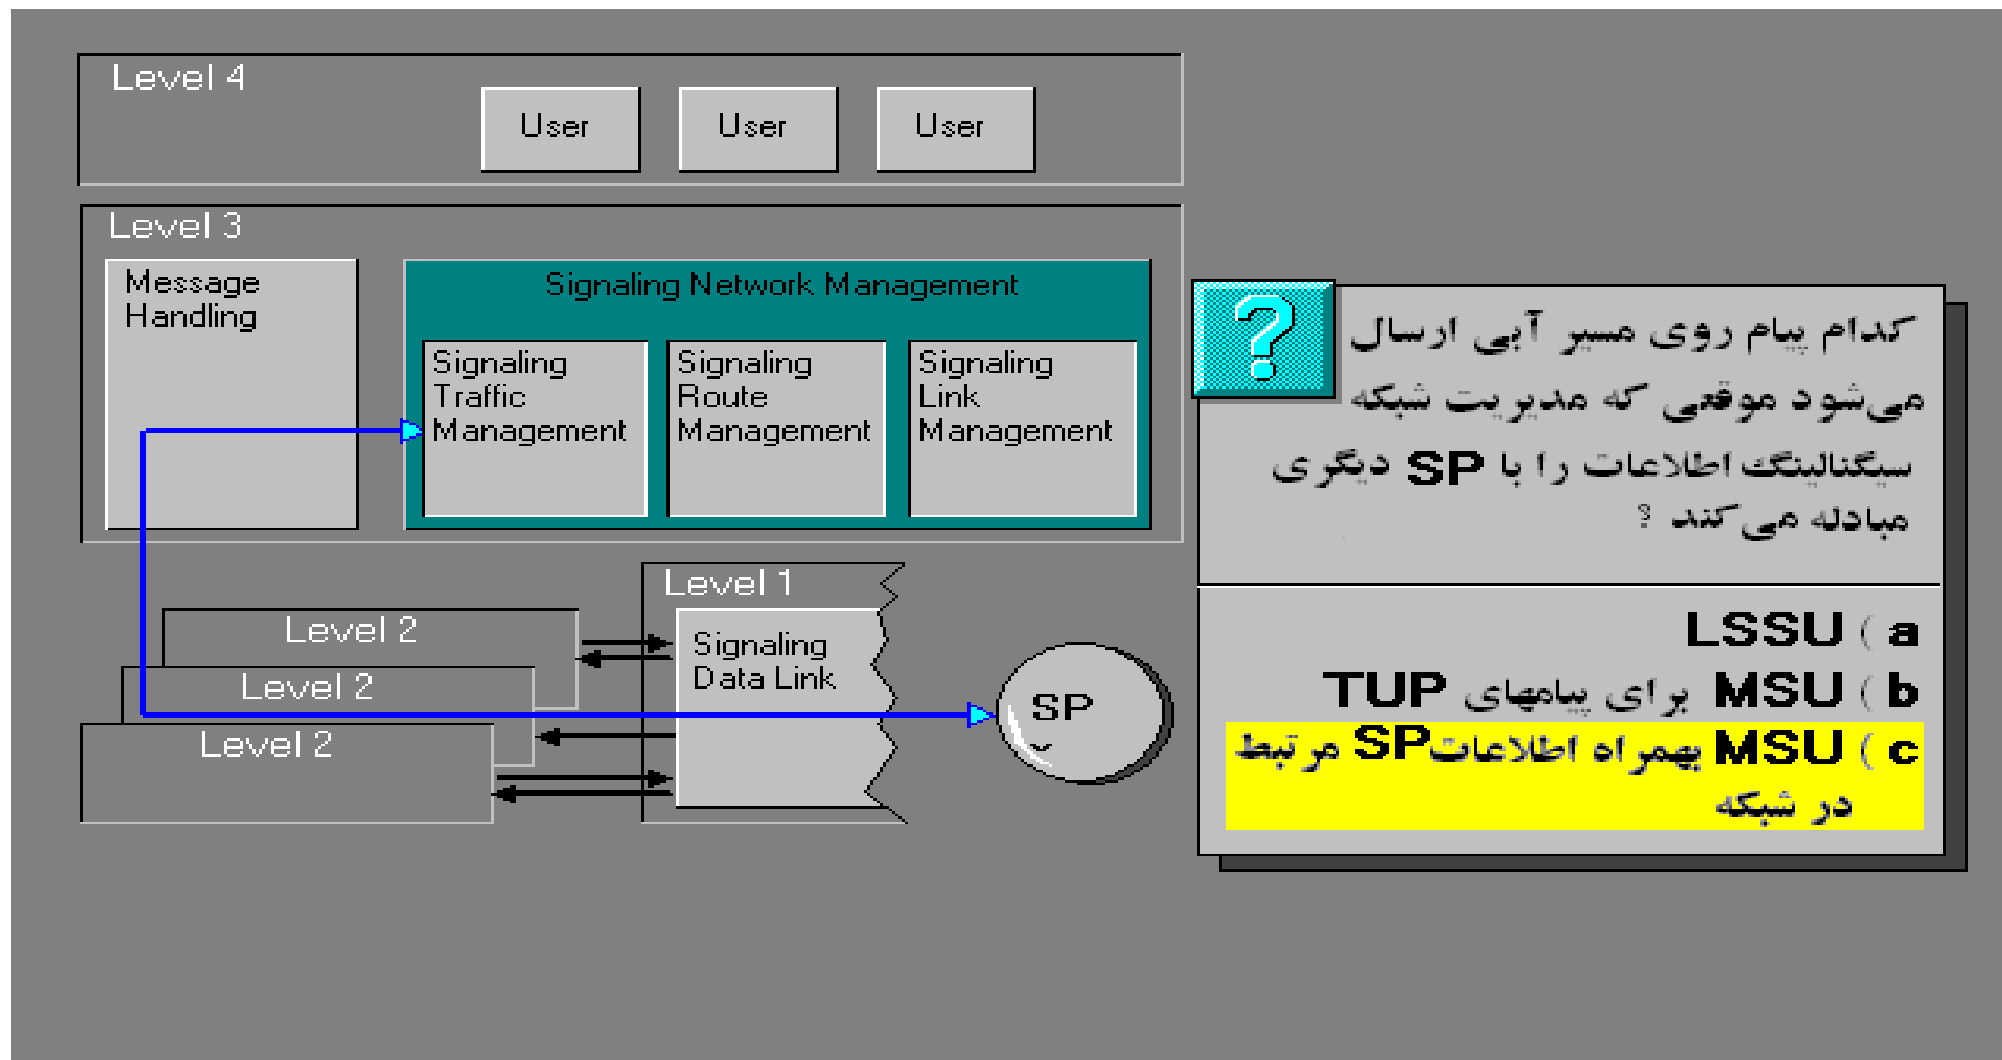 Level 4
User
User
User
Level 3
Message
Handling
Signaling Network Management
Signaling
Traffic
Management
Signaling
Route
Management
Signaling
Link
Management
Level 1
Signaling
Data Link
Level 2
Level 2
Level 2
SP
?
کدام پیام روی مسیر آبی ارسال
می‌شود موقعی که مدیریت شبکه
سیگنالینگ اطلاعات را با SP دیگری
مبادله می‌کند ؟
a ) LSSU
b ) MSU برای پیامهای TUP
c ) MSU بهمراه اطلاعات SP مرتبط
در شبکه